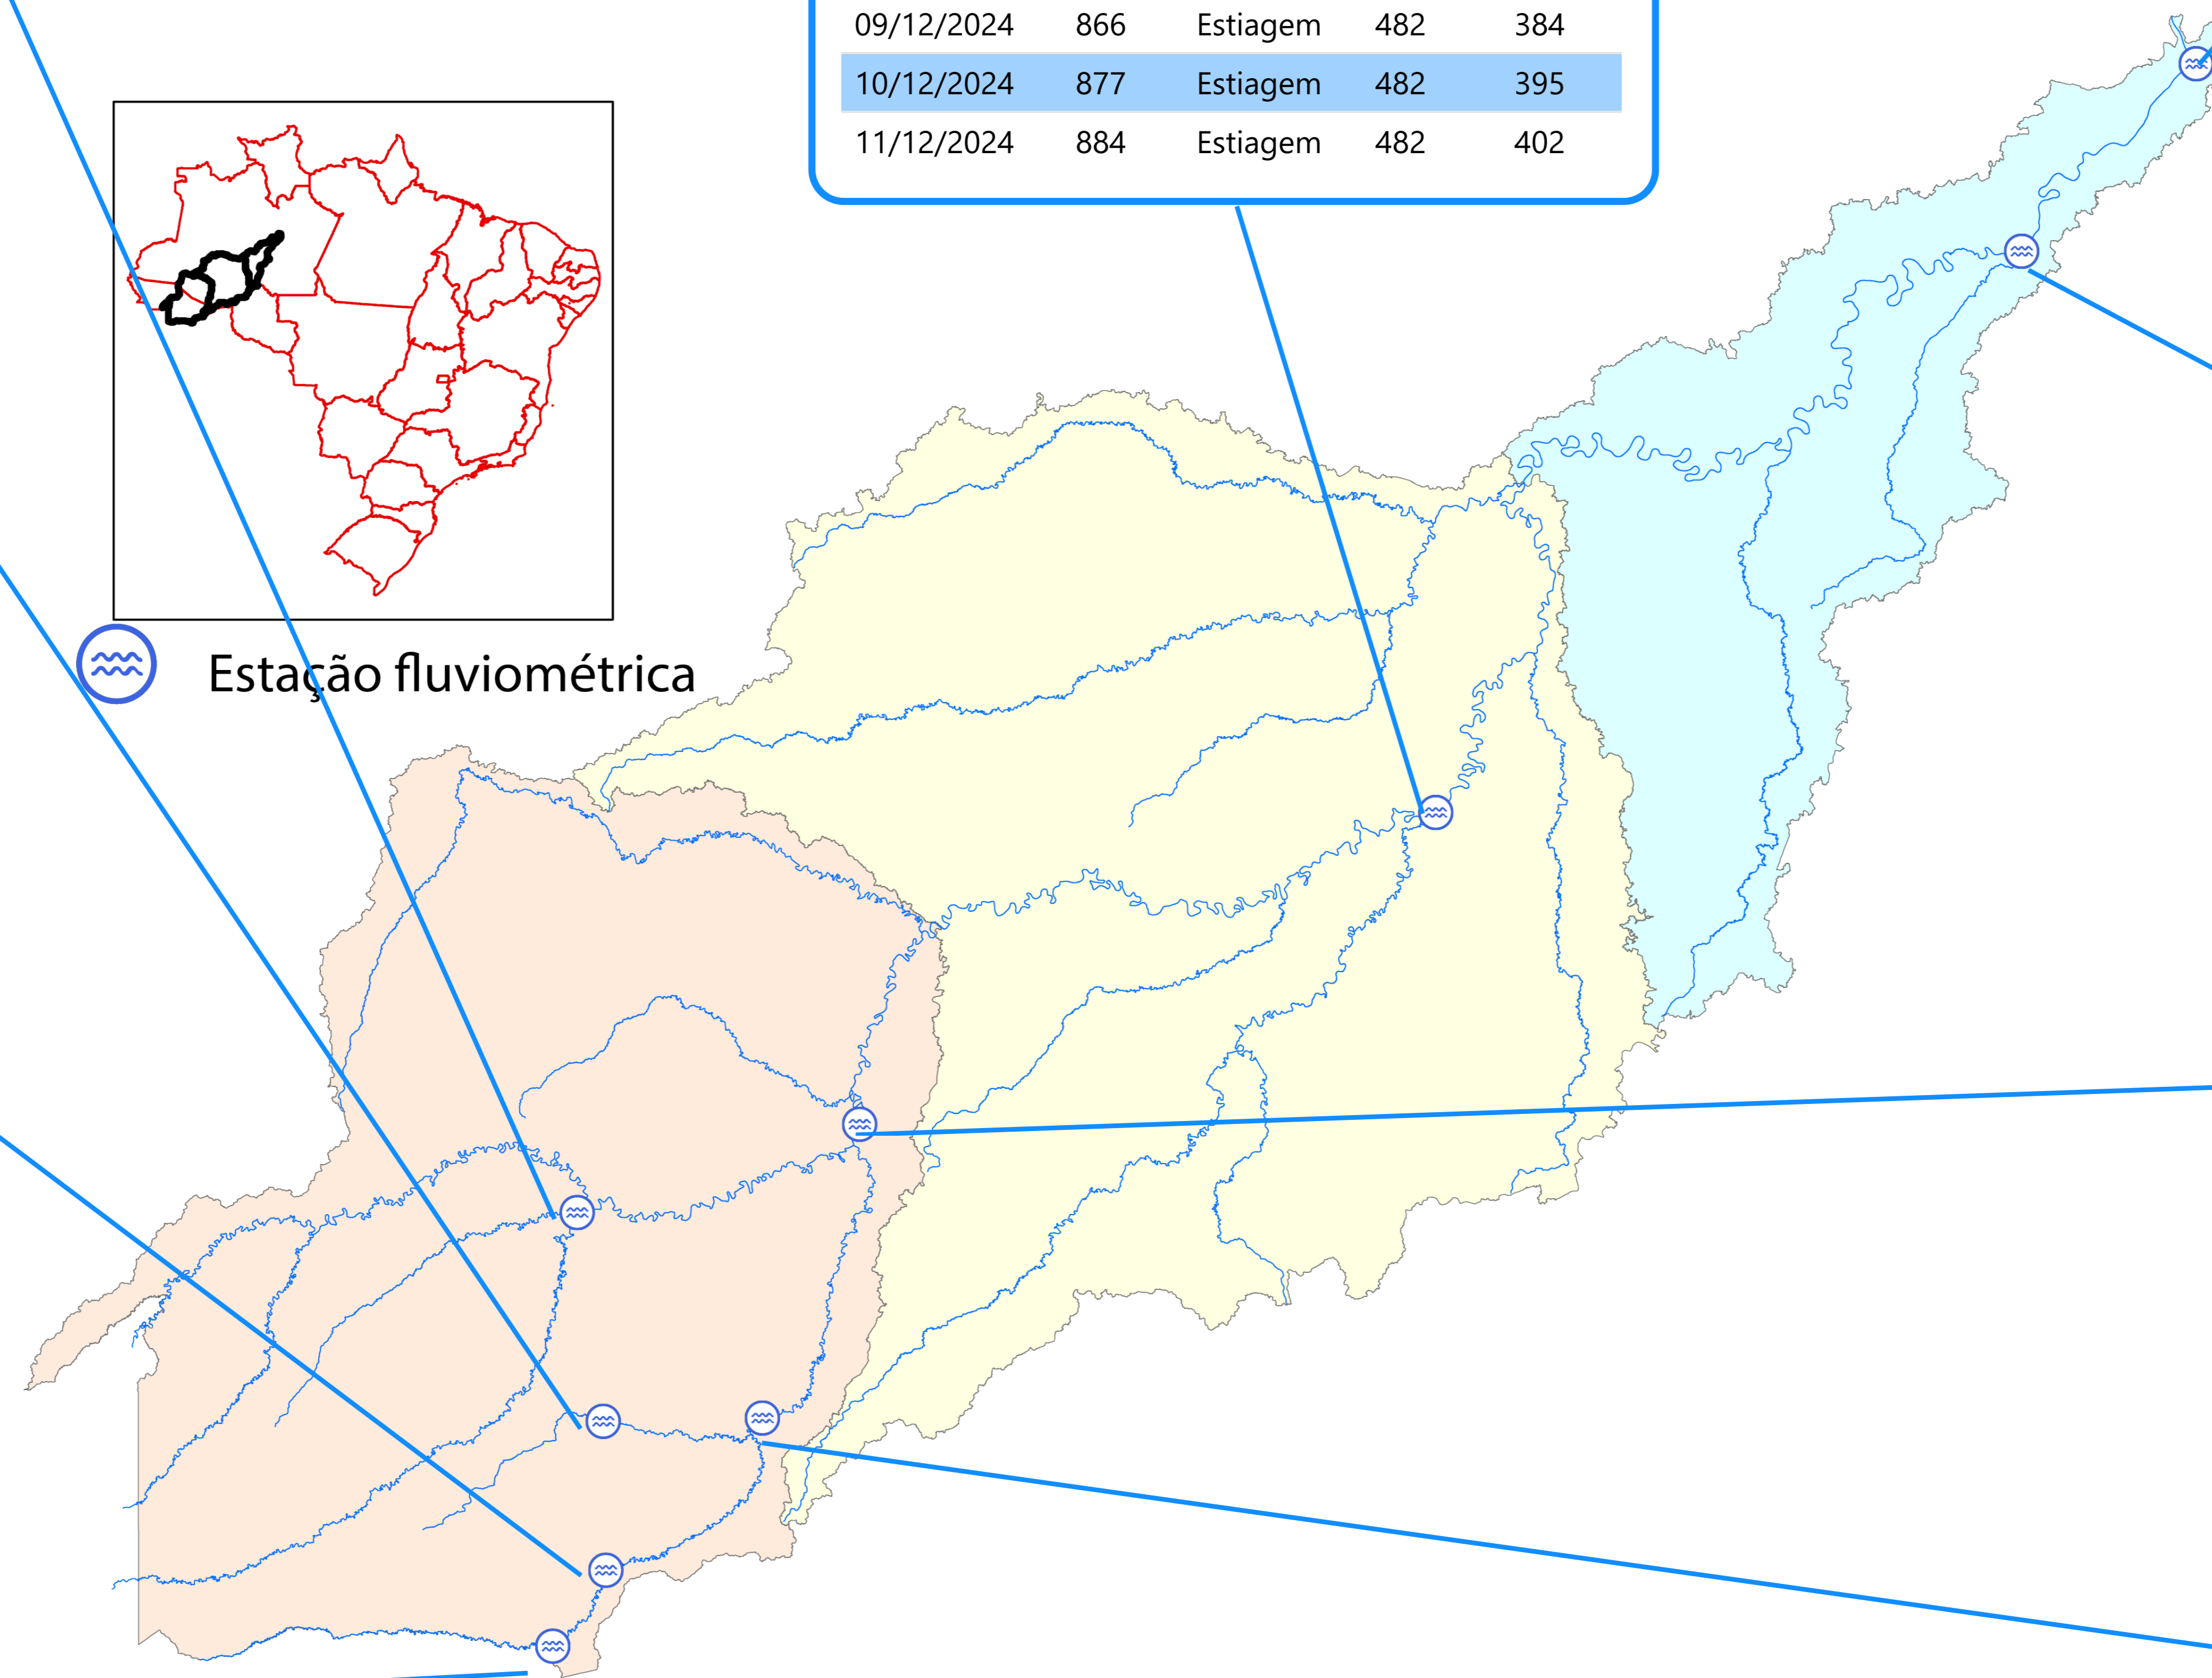 09/12/2024 866 Estiagem 482 384
10/12/2024 877 Estiagem 482 395
11/12/2024 884 Estiagem 482 402
Estação fluviométrica